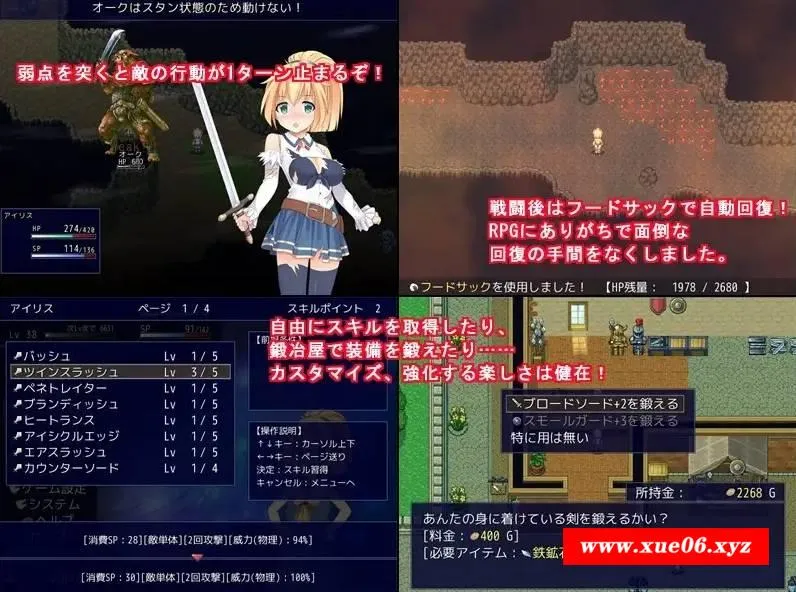 オークはスタン状態のため動けない！
弱点を突くと敵の行動が1ターン止まるぞ！
オーク
HP 600
アイリス
HP 274/420
SP 114/136
戦闘後はフードサックで自動回復！
RPGにありがちで面倒な
回復の手間をなくしました。
フードサックを使用しました！ 【HP残量： 1978 / 2680 】
アイリス ページ 1 / 4 スキルポイント 2
Lv 38 SP 91/142
自由にスキルを取得したり、
鍛冶屋で装備を鍛えたり……
カスタマイズ、強化する楽しさは健在！
バッシュ Lv 1 / 5
ツインスラッシュ Lv 3 / 5
ペネトレイター Lv 1 / 5
ブランディッシュ Lv 1 / 5
ヒートランス Lv 1 / 5
アイシクルエッジ Lv 1 / 5
エアスラッシュ Lv 1 / 5
カウンターソード Lv 1 / 4
【操作説明】
↑↓キー：カーソル上下
←→キー：ページ送り
決定：スキル習得
キャンセル：メニューへ
ゲーム設定
システム
ヘルプ
[消費SP：28][敵単体][2回攻撃][威力(物理)：94%]
[消費SP：30][敵単体][2回攻撃][威力(物理)：100%]
ブロードソード+2を鍛える
スモールガード+3を鍛える
特に用は無い
所持金： 2268 G
あんたの身に着けている剣を鍛えるかい？
[料金： 400 G]
[必要アイテム： 鉄鉱
www.xue06.xyz